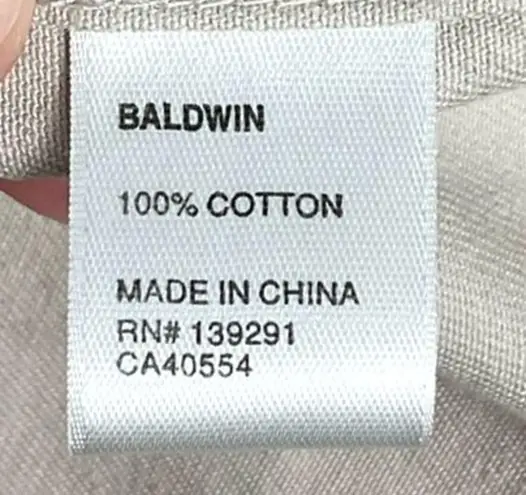 BALDWIN
100% COTTON
MADE IN CHINA
RN# 139291
CA40554